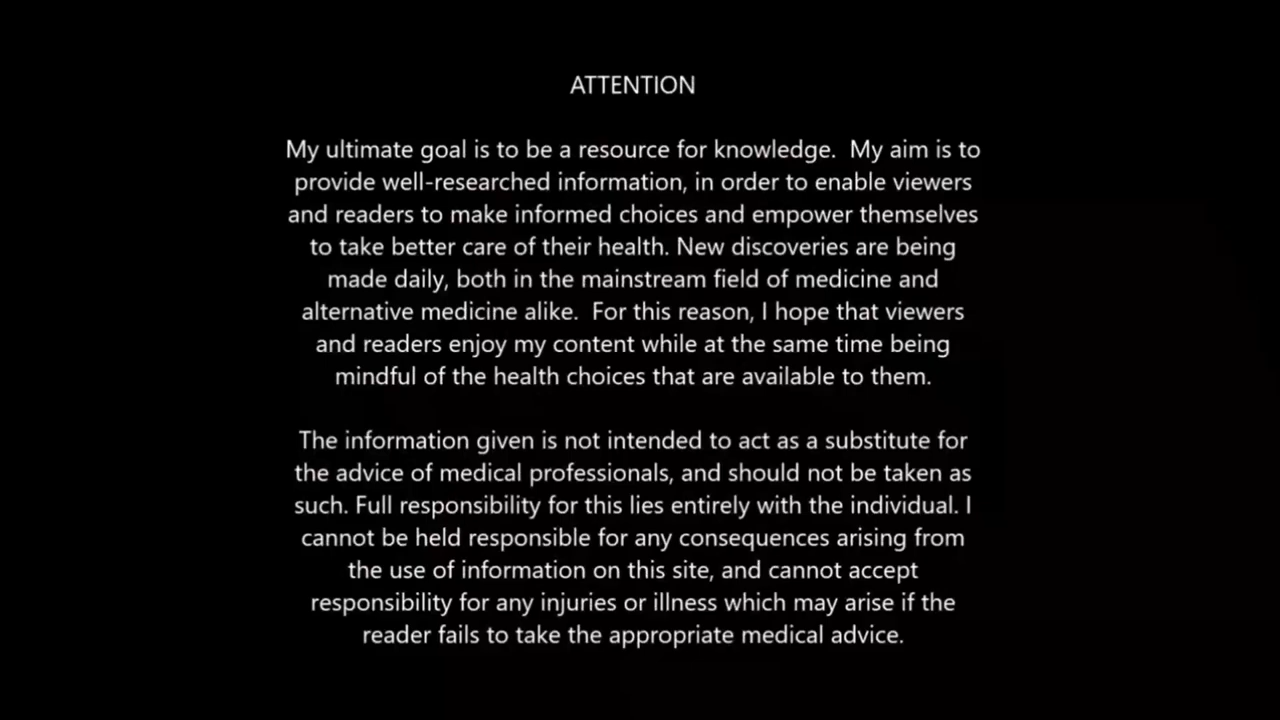 ATTENTION
My ultimate goal is to be a resource for knowledge.  My aim is to
provide well-researched information, in order to enable viewers
and readers to make informed choices and empower themselves
to take better care of their health. New discoveries are being
made daily, both in the mainstream field of medicine and
alternative medicine alike.  For this reason, I hope that viewers
and readers enjoy my content while at the same time being
mindful of the health choices that are available to them.
The information given is not intended to act as a substitute for
the advice of medical professionals, and should not be taken as
such. Full responsibility for this lies entirely with the individual. I
cannot be held responsible for any consequences arising from
the use of information on this site, and cannot accept
responsibility for any injuries or illness which may arise if the
reader fails to take the appropriate medical advice.